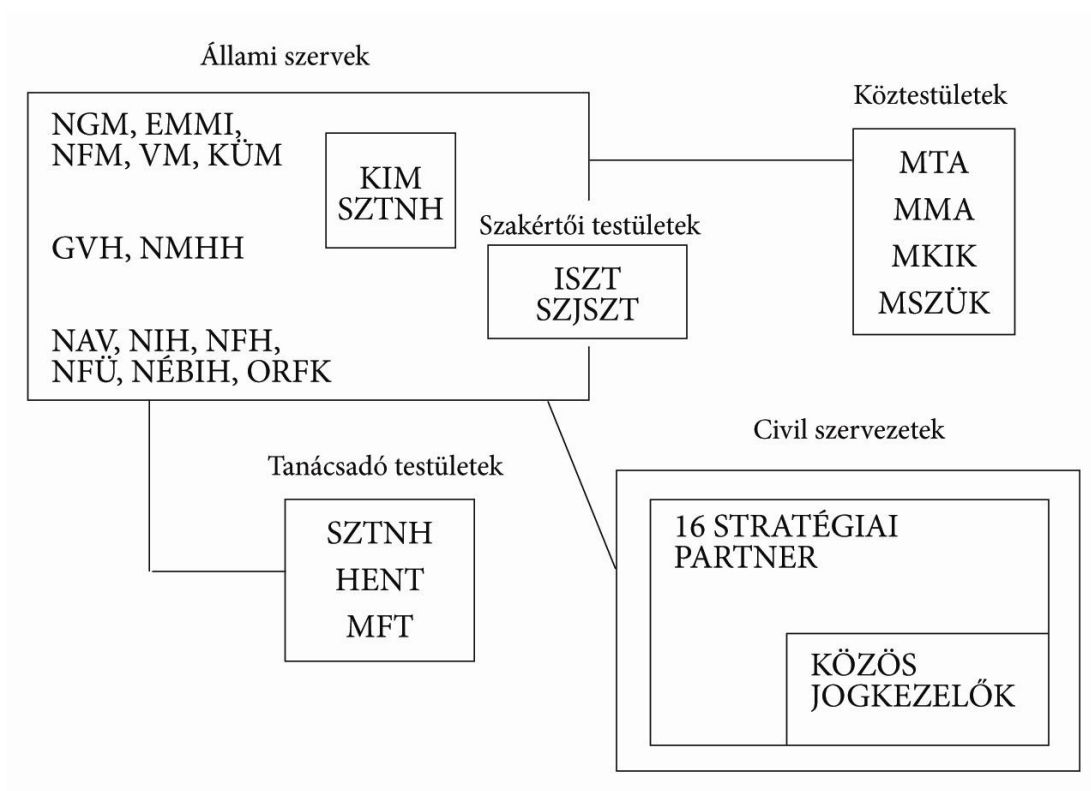 Állami szervek
NGM, EMMI,
NFM, VM, KÜM
KIM
SZTNH
GVH, NMHH
NAV, NIH, NFH,
NFÜ, NÉBIH, ORFK
Szakértői testületek
ISZT
SZJSZT
Köztestületek
MTA
MMA
MKIK
MSZÜK
Tanácsadó testületek
SZTNH
HENT
MFT
Civil szervezetek
16 STRATÉGIAI
PARTNER
KÖZÖS
JOGKEZELŐK